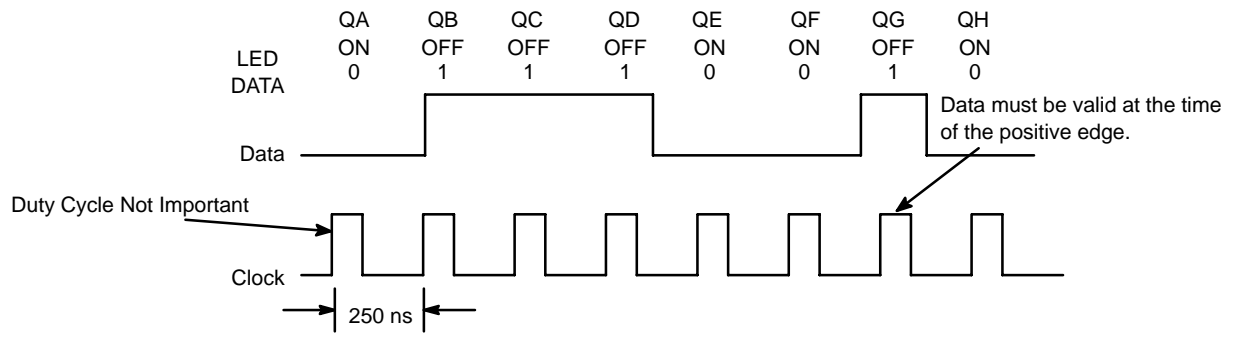 QA QB QC QD QE QF QG QH
ON OFF OFF OFF ON ON OFF ON
LED
DATA
0 1 1 1 0 0 1 0
Data must be valid at the time
of the positive edge.
Data
Duty Cycle Not Important
Clock
250 ns